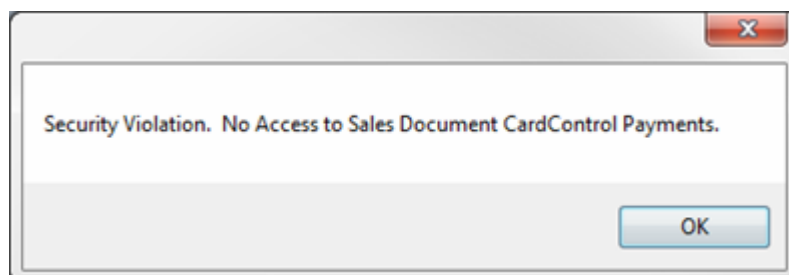 Security Violation.  No Access to Sales Document CardControl Payments.
OK